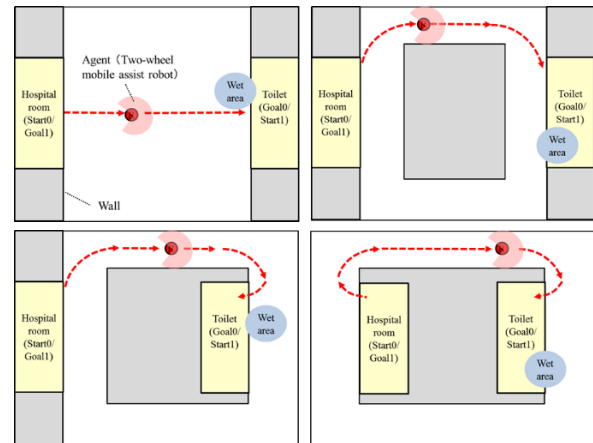 Agent（Two-wheel
mobile assist robot）
Hospital
room
(Start0/
Goal1)
Wet
area
Toilet
(Goal0/
Start1)
Wall
Hospital
room
(Start0/
Goal1)
Toilet
(Goal0/
Start1)
Wet
area
Hospital
room
(Start0/
Goal1)
Toilet
(Goal0/
Start1)
Wet
area
Hospital
room
(Start0/
Goal1)
Toilet
(Goal0/
Start1)
Wet
area